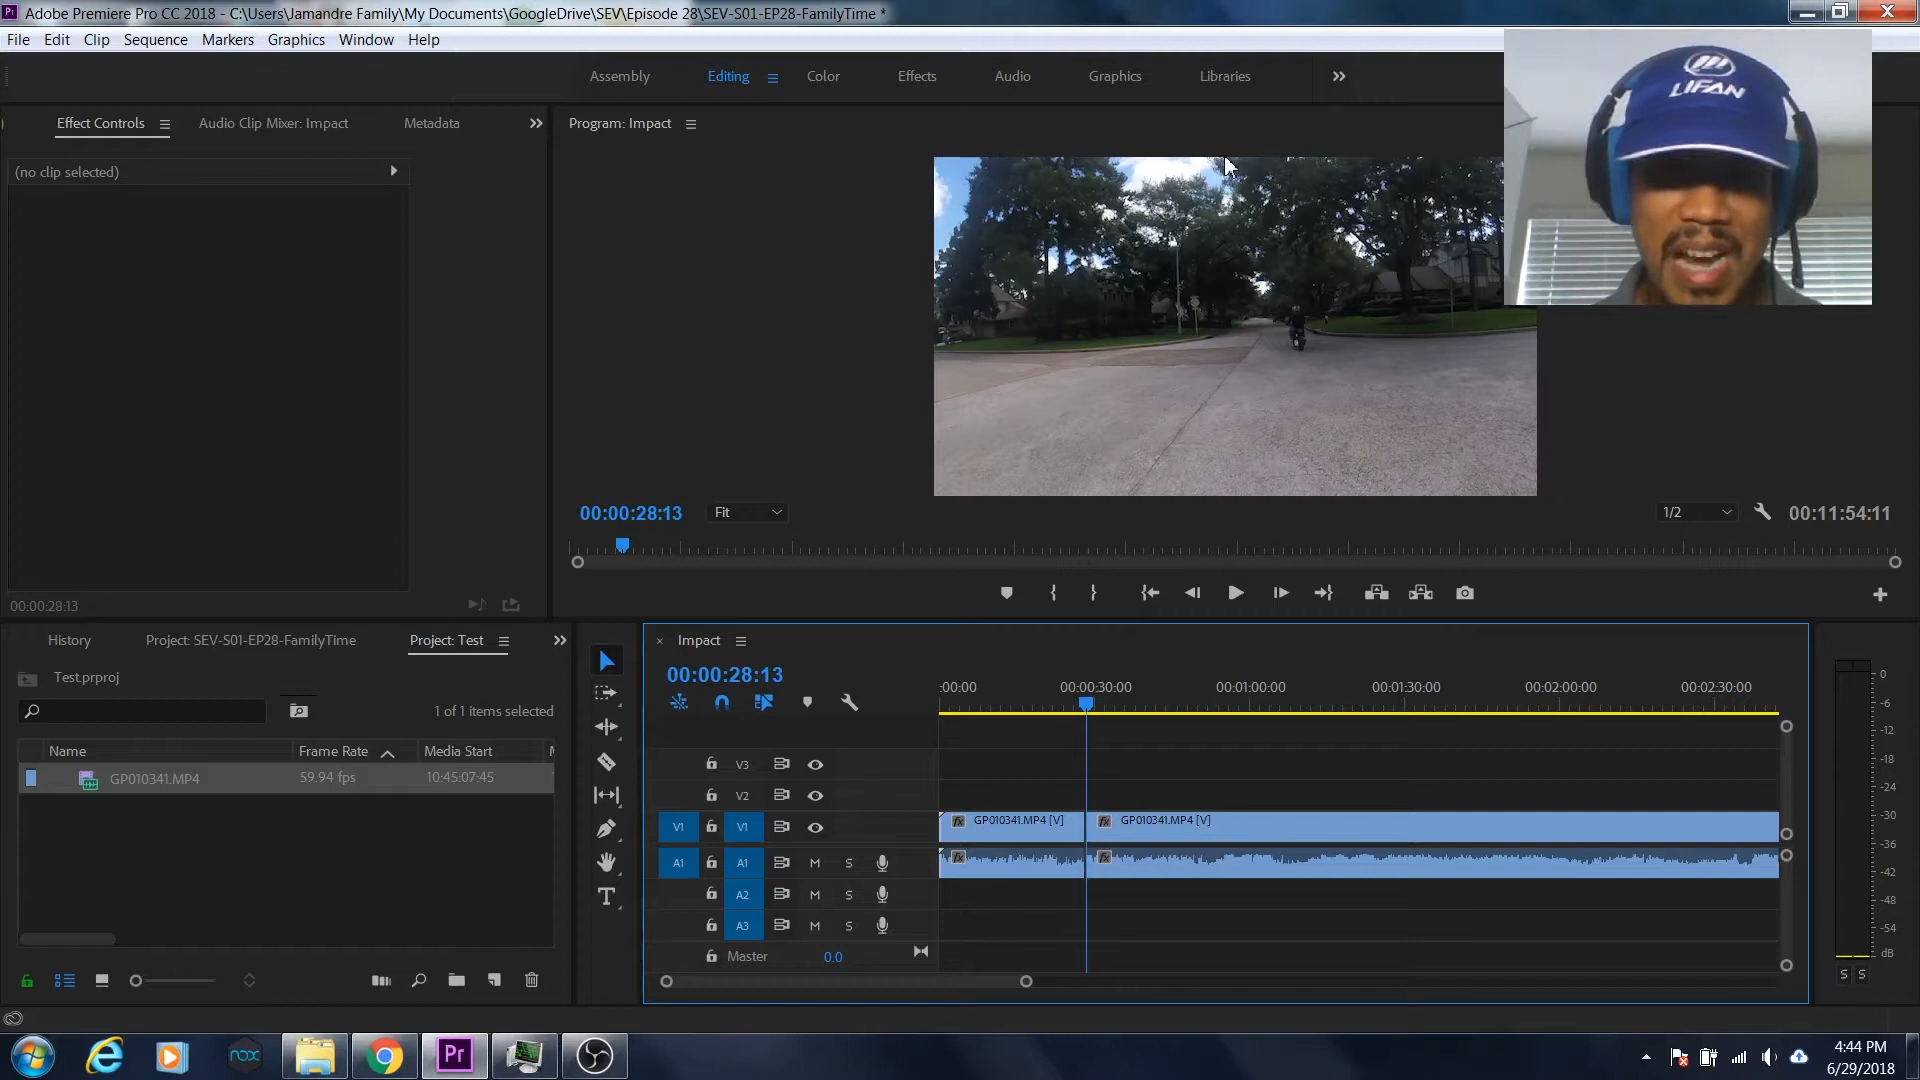 Pr Adobe Premiere Pro CC 2018 - C:\Users\Jamandre Family\My Documents\GoogleDrive\SEV\Episode 28\SEV-S01-EP28-FamilyTime *
File Edit Clip Sequence Markers Graphics Window Help
Assembly Editing Color Effects Audio Graphics Libraries
LIFAN
Effect Controls Audio Clip Mixer: Impact Metadata
Program: Impact
(no clip selected)
00:00:28:13 Fit 1/2 00:11:54:11
00:00:28:13
History Project: SEV-S01-EP28-FamilyTime Project: Test
Test.prproj
1 of 1 items selected
Name Frame Rate Media Start
GP010341.MP4 59.94 fps 10:45:07:45
Impact
00:00:28:13
:00:00 00:00:30:00 00:01:00:00 00:01:30:00 00:02:00:00 00:02:30:00
V3
V2
V1 V1 fx GP010341.MP4 [V] fx GP010341.MP4 [V]
A1 A1 M S fx fx
A2 M S
A3 M S
Master 0.0
0
-6
-12
-18
-24
-30
-36
-42
-48
-54
dB
S S
nox
Pr
4:44 PM
6/29/2018